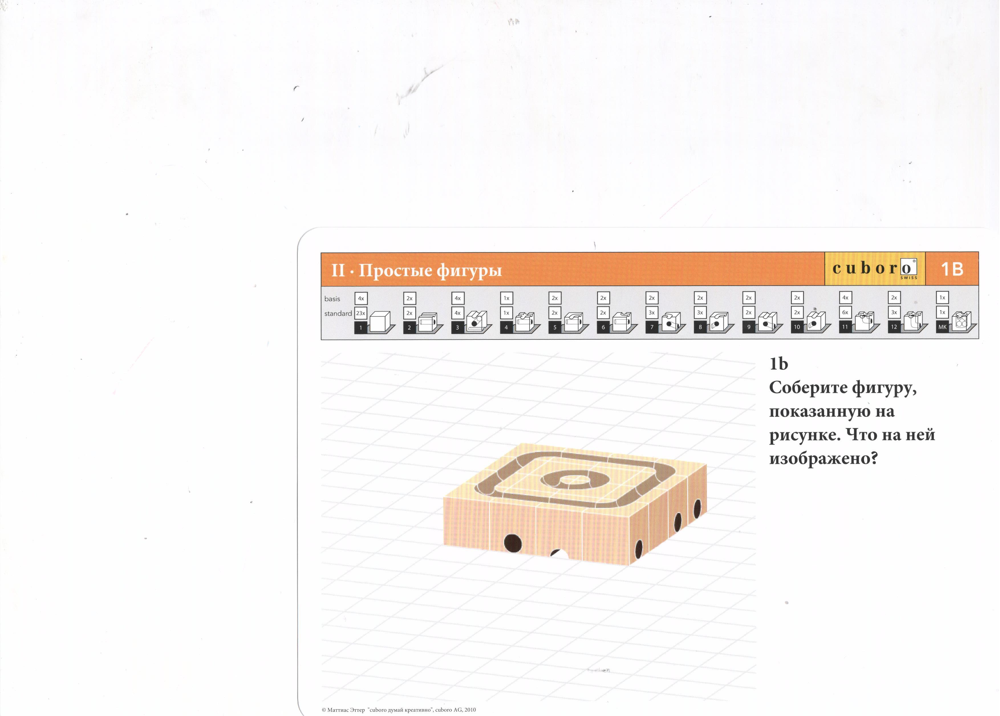 II · Простые фигуры
cuboro®
SWISS
1B
basis 4x 2x 4x 1x 2x 2x 2x 2x 2x 2x 4x 2x 1x
standard 23x 2x 4x 1x 2x 2x 3x 3x 2x 2x 6x 3x 1x
1 2 3 4 5 6 7 8 9 10 11 12 MK
1b
Соберите фигуру,
показанную на
рисунке. Что на ней
изображено?
© Маттиас Эттер "cuboro думай креативно", cuboro AG, 2010